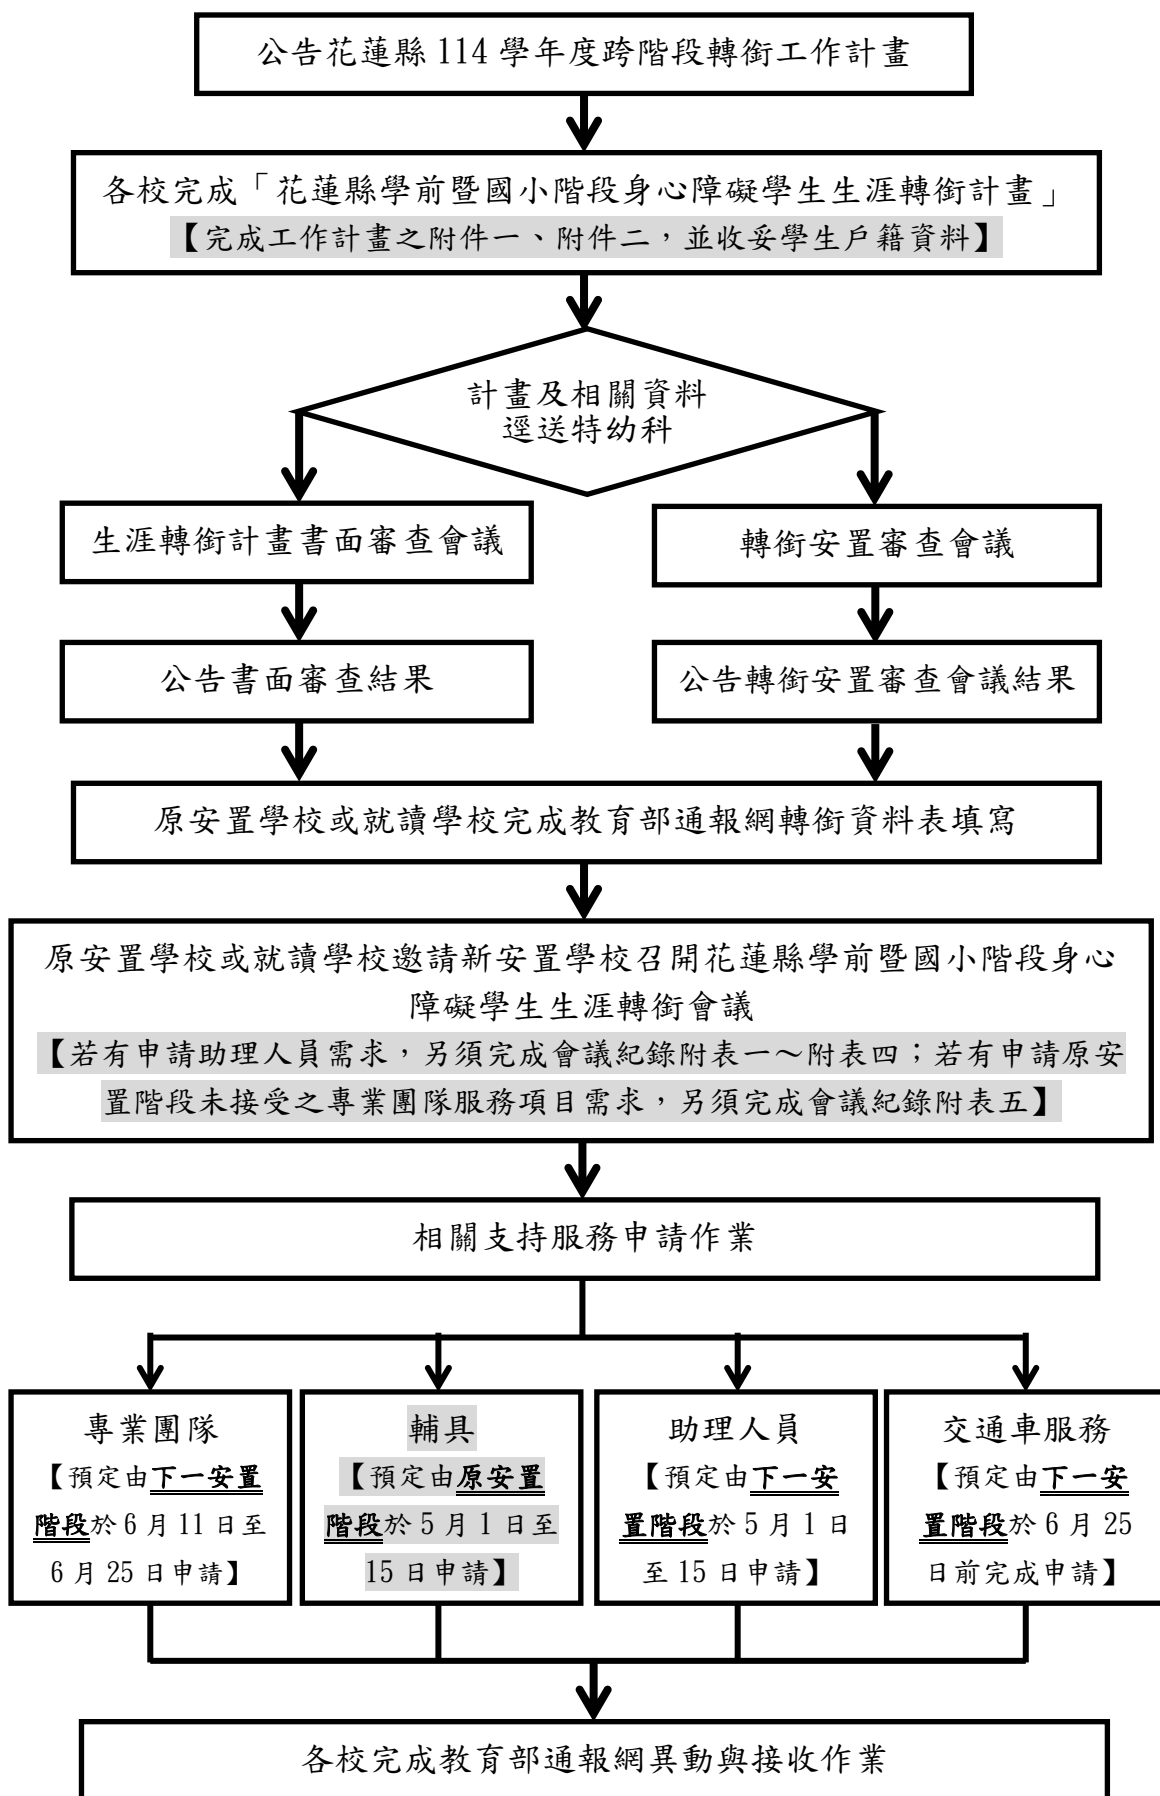 公告花蓮縣 114 學年度跨階段轉銜工作計畫
各校完成「花蓮縣學前暨國小階段身心障礙學生生涯轉銜計畫」
【完成工作計畫之附件一、附件二，並收妥學生戶籍資料】
計畫及相關資料
逕送特幼科
生涯轉銜計畫書面審查會議
轉銜安置審查會議
公告書面審查結果
公告轉銜安置審查會議結果
原安置學校或就讀學校完成教育部通報網轉銜資料表填寫
原安置學校或就讀學校邀請新安置學校召開花蓮縣學前暨國小階段身心
障礙學生生涯轉銜會議
【若有申請助理人員需求，另須完成會議紀錄附表一～附表四；若有申請原安
置階段未接受之專業團隊服務項目需求，另須完成會議紀錄附表五】
相關支持服務申請作業
專業團隊
【預定由下一安置
階段於 6 月 11 日至
6 月 25 日申請】
輔具
【預定由原安置
階段於 5 月 1 日至
15 日申請】
助理人員
【預定由下一安
置階段於 5 月 1 日
至 15 日申請】
交通車服務
【預定由下一安
置階段於 6 月 25
日前完成申請】
各校完成教育部通報網異動與接收作業